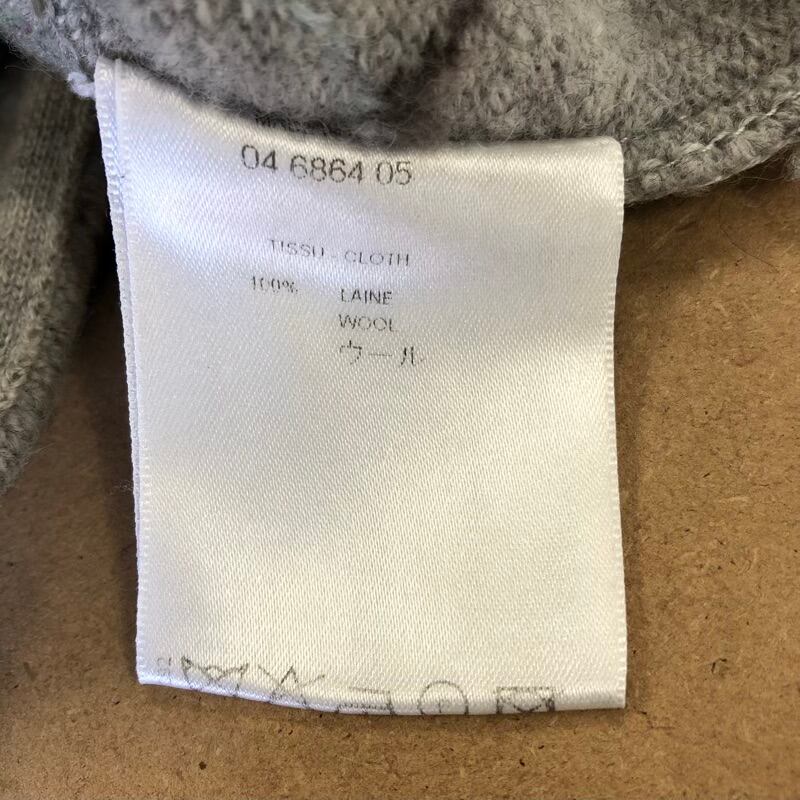 04 6864 05
TISSU - CLOTH
100% LAINE
WOOL
ウール